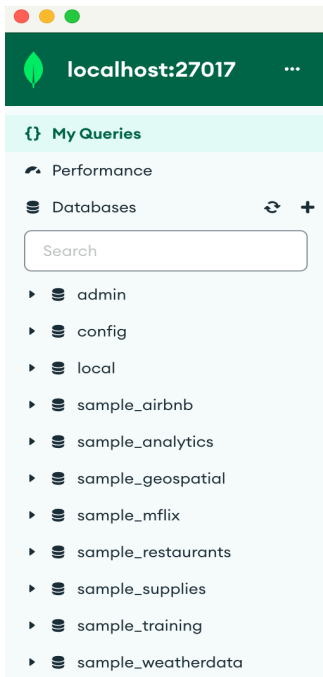 localhost:27017 ...
{} My Queries
Performance
Databases
Search
admin
config
local
sample_airbnb
sample_analytics
sample_geospatial
sample_mflix
sample_restaurants
sample_supplies
sample_training
sample_weatherdata